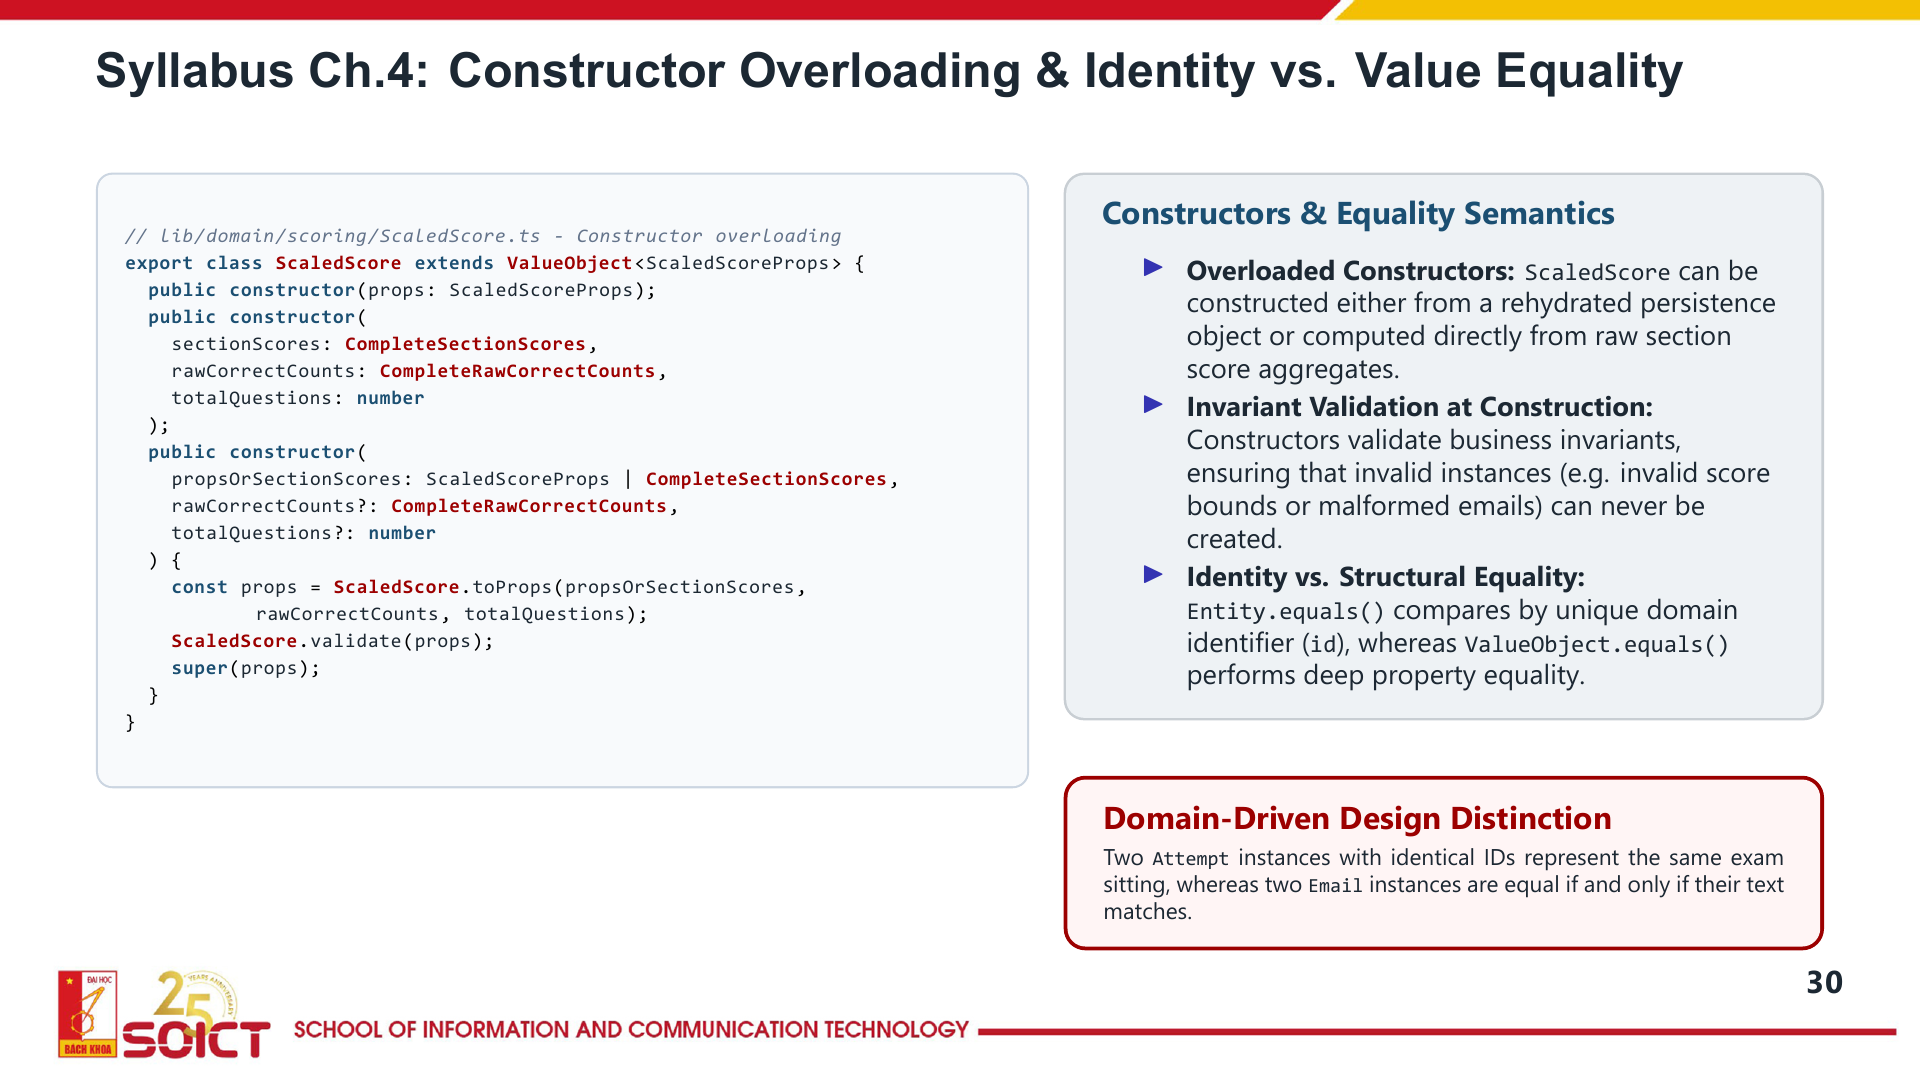 Syllabus Ch.4: Constructor Overloading & Identity vs. Value Equality
// lib/domain/scoring/ScaledScore.ts - Constructor overloading
export class ScaledScore extends ValueObject<ScaledScoreProps> {
  public constructor(props: ScaledScoreProps);
  public constructor(
    sectionScores: CompleteSectionScores,
    rawCorrectCounts: CompleteRawCorrectCounts,
    totalQuestions: number
  );
  public constructor(
    propsOrSectionScores: ScaledScoreProps | CompleteSectionScores,
    rawCorrectCounts?: CompleteRawCorrectCounts,
    totalQuestions?: number
  ) {
    const props = ScaledScore.toProps(propsOrSectionScores,
           rawCorrectCounts, totalQuestions);
    ScaledScore.validate(props);
    super(props);
  }
}
Constructors & Equality Semantics
Overloaded Constructors: ScaledScore can be
constructed either from a rehydrated persistence
object or computed directly from raw section
score aggregates.
Invariant Validation at Construction:
Constructors validate business invariants,
ensuring that invalid instances (e.g. invalid score
bounds or malformed emails) can never be
created.
Identity vs. Structural Equality:
Entity.equals() compares by unique domain
identifier (id), whereas ValueObject.equals()
performs deep property equality.
Domain-Driven Design Distinction
Two Attempt instances with identical IDs represent the same exam
sitting, whereas two Email instances are equal if and only if their text
matches.
30
ĐẠI HỌC
BÁCH KHOA
25
YEARS ANNIVERSARY
SOICT
SCHOOL OF INFORMATION AND COMMUNICATION TECHNOLOGY